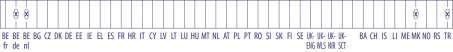 BE BE BE BG CZ DK DE EE IE EL ES FR HR IT CY LV LT LU HU MT NL AT PL PT RO SI SK FI SE UK- UK- UK- UK- BA CH IS LI ME MK NO RS TR
fr de nl ENG WLS NIR SCT